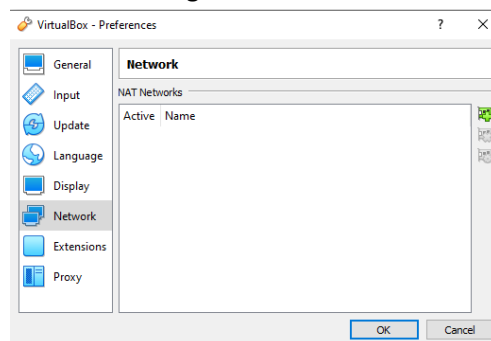 VirtualBox - Preferences ? ×
General
Network
Input
NAT Networks
Active Name
Update
Language
Display
Network
Extensions
Proxy
OK Cancel